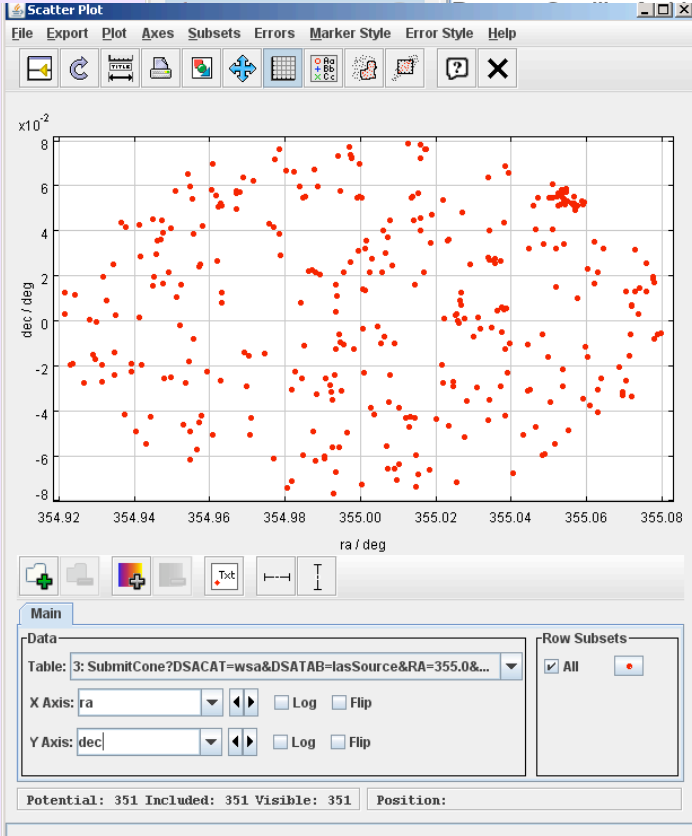 Scatter Plot
File Export Plot Axes Subsets Errors Marker Style Error Style Help
TITLE
Aa
Bb
Cc
?
x10-2
8
6
4
2
0
-2
-4
-6
-8
dec / deg
354.92 354.94 354.96 354.98 355.00 355.02 355.04 355.06 355.08
ra / deg
Txt
Main
Data
Row Subsets
Table: 3: SubmitCone?DSACAT=wsa&DSATAB=lasSource&RA=355.0&...
All
X Axis: ra Log Flip
Y Axis: dec Log Flip
Potential: 351 Included: 351 Visible: 351 Position: